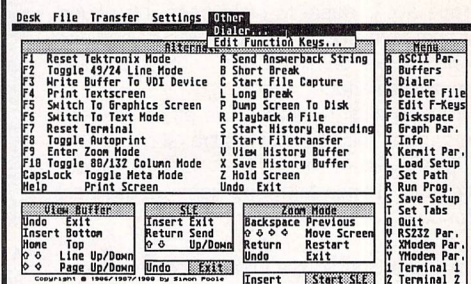 Desk File Transfer Settings Other
Dialer...
Edit Function Keys...
Alternate
F1 Reset Tektronix Mode
F2 Toggle 49/24 Line Mode
F3 Write Buffer To VDI Device
F4 Print Textscreen
F5 Switch To Graphics Screen
F6 Switch To Text Mode
F7 Reset Terminal
F8 Toggle Autoprint
F9 Enter Zoom Mode
F10 Toggle 80/132 Column Mode
CapsLock Toggle Meta Mode
Help Print Screen
A Send Answerback String
B Short Break
C Start File Capture
L Long Break
P Dump Screen To Disk
R Playback A File
S Start History Recording
T Start Filetransfer
V View History Buffer
X Save History Buffer
Z Hold Screen
Undo Exit
Menu
A ASCII Par.
B Buffers
C Dialer
D Delete File
E Edit F-Keys
F Diskspace
G Graph Par.
I Info
K Kermit Par.
L Load Setup
P Set Path
R Run Prog.
S Save Setup
T Set Tabs
Q Quit
V RS232 Par.
X XModem Par.
Y YModem Par.
1 Terminal 1
2 Terminal 2
View Buffer
Undo Exit
Insert Bottom
Home Top
⇧ ⇩ Line Up/Down
⇧ ⇩ Page Up/Down
SLE
Insert Exit
Return Send
⇧ ⇩ Up/Down
Undo Exit
Zoom Mode
Backspace Previous
⇧ ⇩ ⇦ ⇨ Move Screen
Return Restart
Undo Exit
Insert Start SLE
Copyright © 1986/1987/1988 by Simon Poole